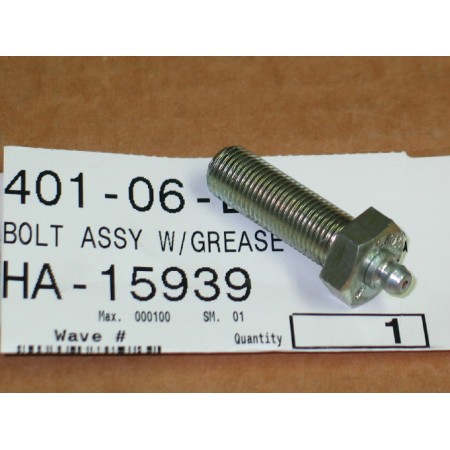 401-06-
BOLT ASSY W/GREASE
HA-15939
Max. 000100 SM. 01
Wave # Quantity 1